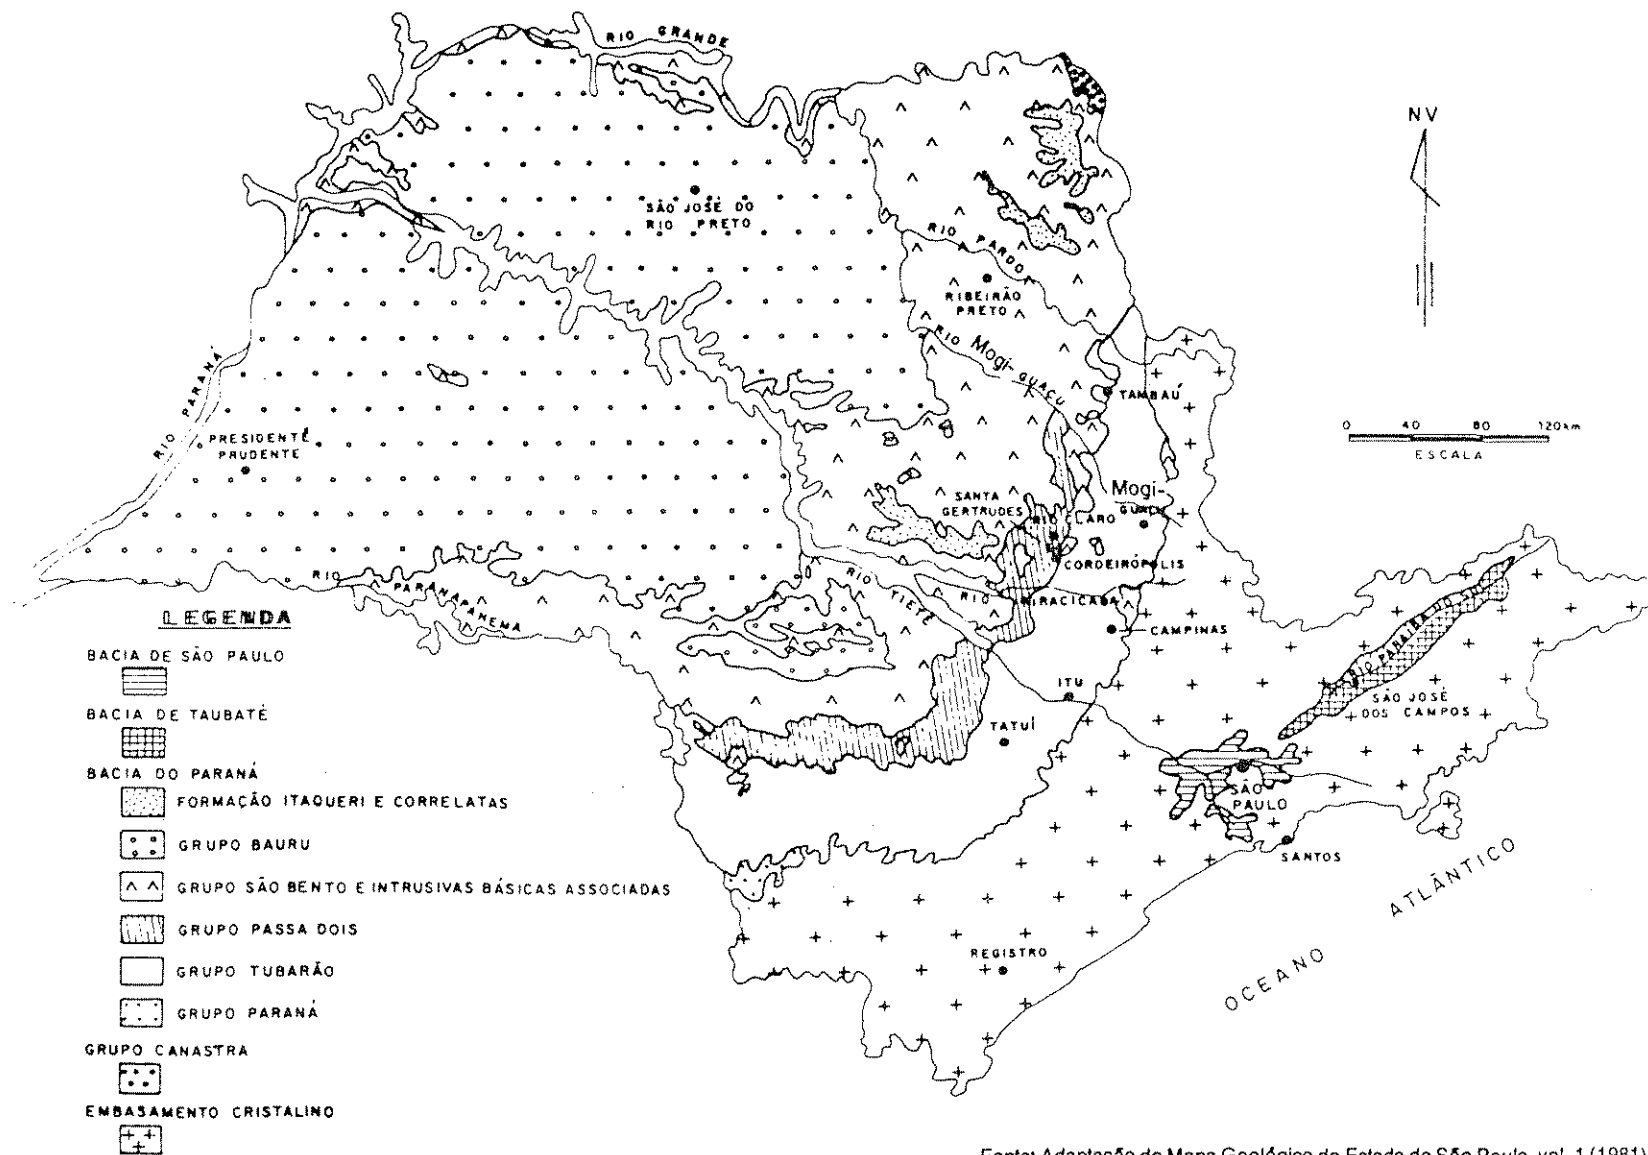 RIO GRANDE
NV
SÃO JOSÉ DO
RIO PRETO
RIO PARDO
RIBEIRÃO
PRETO
RIO Mogi-GUAÇU
RIO PARANÁ
TAMBAÚ
0 40 80 120km
ESCALA
PRESIDENTE
PRUDENTE
SANTA
GERTRUDES
Mogi-
GUAÇU
RIO CLARO
CORDEIRÓPOLIS
RIO PARANAPANEMA
RIO TIETÊ
RIO PIRACICABA
CAMPINAS
RIO PARAÍBA
ITU
SÃO JOSÉ
DOS CAMPOS
TATUÍ
SÃO
PAULO
SANTOS
REGISTRO
OCEANO ATLÂNTICO
LEGENDA
BACIA DE SÃO PAULO
BACIA DE TAUBATÉ
BACIA DO PARANÁ
FORMAÇÃO ITAQUERI E CORRELATAS
GRUPO BAURU
GRUPO SÃO BENTO E INTRUSIVAS BÁSICAS ASSOCIADAS
GRUPO PASSA DOIS
GRUPO TUBARÃO
GRUPO PARANÁ
GRUPO CANASTRA
EMBASAMENTO CRISTALINO
Fonte: Adaptação do Mapa Geológico do Estado de São Paulo, vol. 1 (1981)